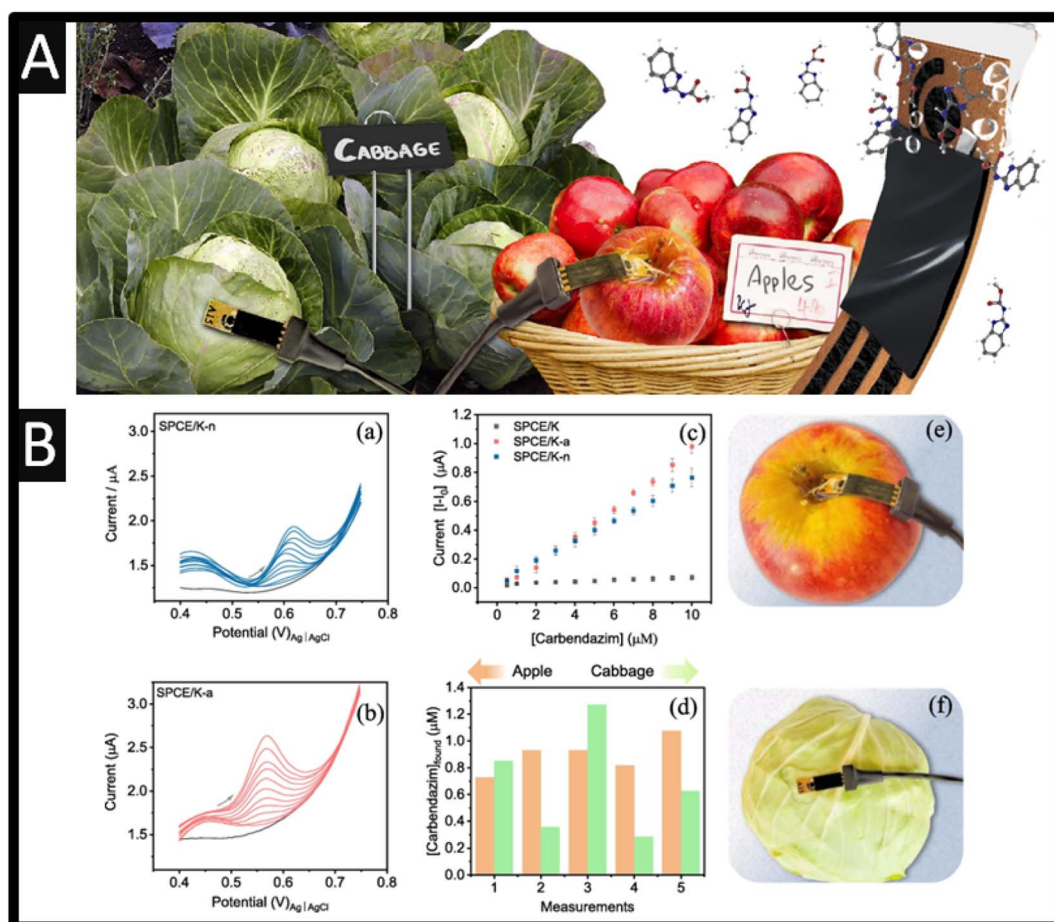 A
CABBAGE
Apples
FTV
B
SPCE/K-n
(a)
3.0
2.5
2.0
1.5
Current / μA
0.4 0.5 0.6 0.7 0.8
Potential (V)Ag|AgCl
(c)
SPCE/K
SPCE/K-a
SPCE/K-n
1.2
1.0
0.8
0.6
0.4
0.2
0.0
Current [I-I0] (μA)
0 2 4 6 8 10
[Carbendazim] (μM)
(e)
SPCE/K-a
(b)
3.0
2.5
2.0
1.5
Current (μA)
0.4 0.5 0.6 0.7 0.8
Potential (V)Ag|AgCl
Apple Cabbage
(d)
1.4
1.2
1.0
0.8
0.6
0.4
0.2
0.0
[Carbendazim]found (μM)
1 2 3 4 5
Measurements
(f)